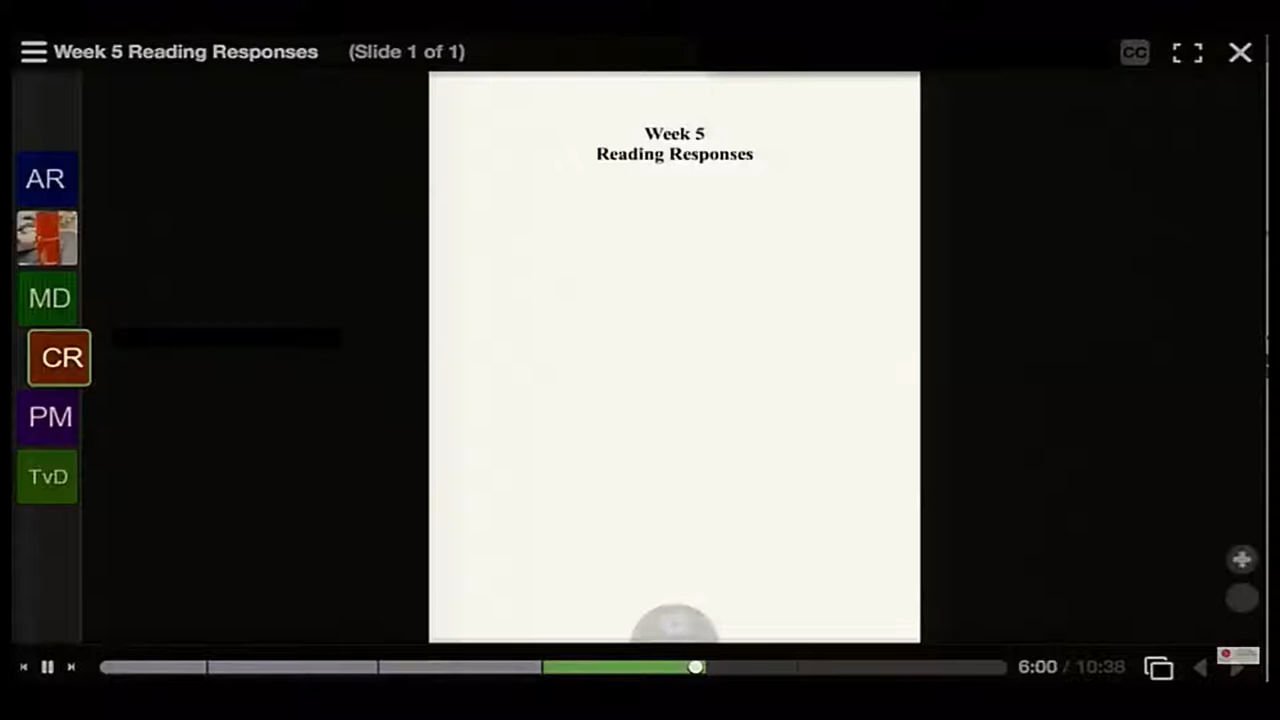 Week 5 Reading Responses (Slide 1 of 1)
CC
Week 5
Reading Responses
AR
MD
CR
PM
TvD
6:00 / 10:38